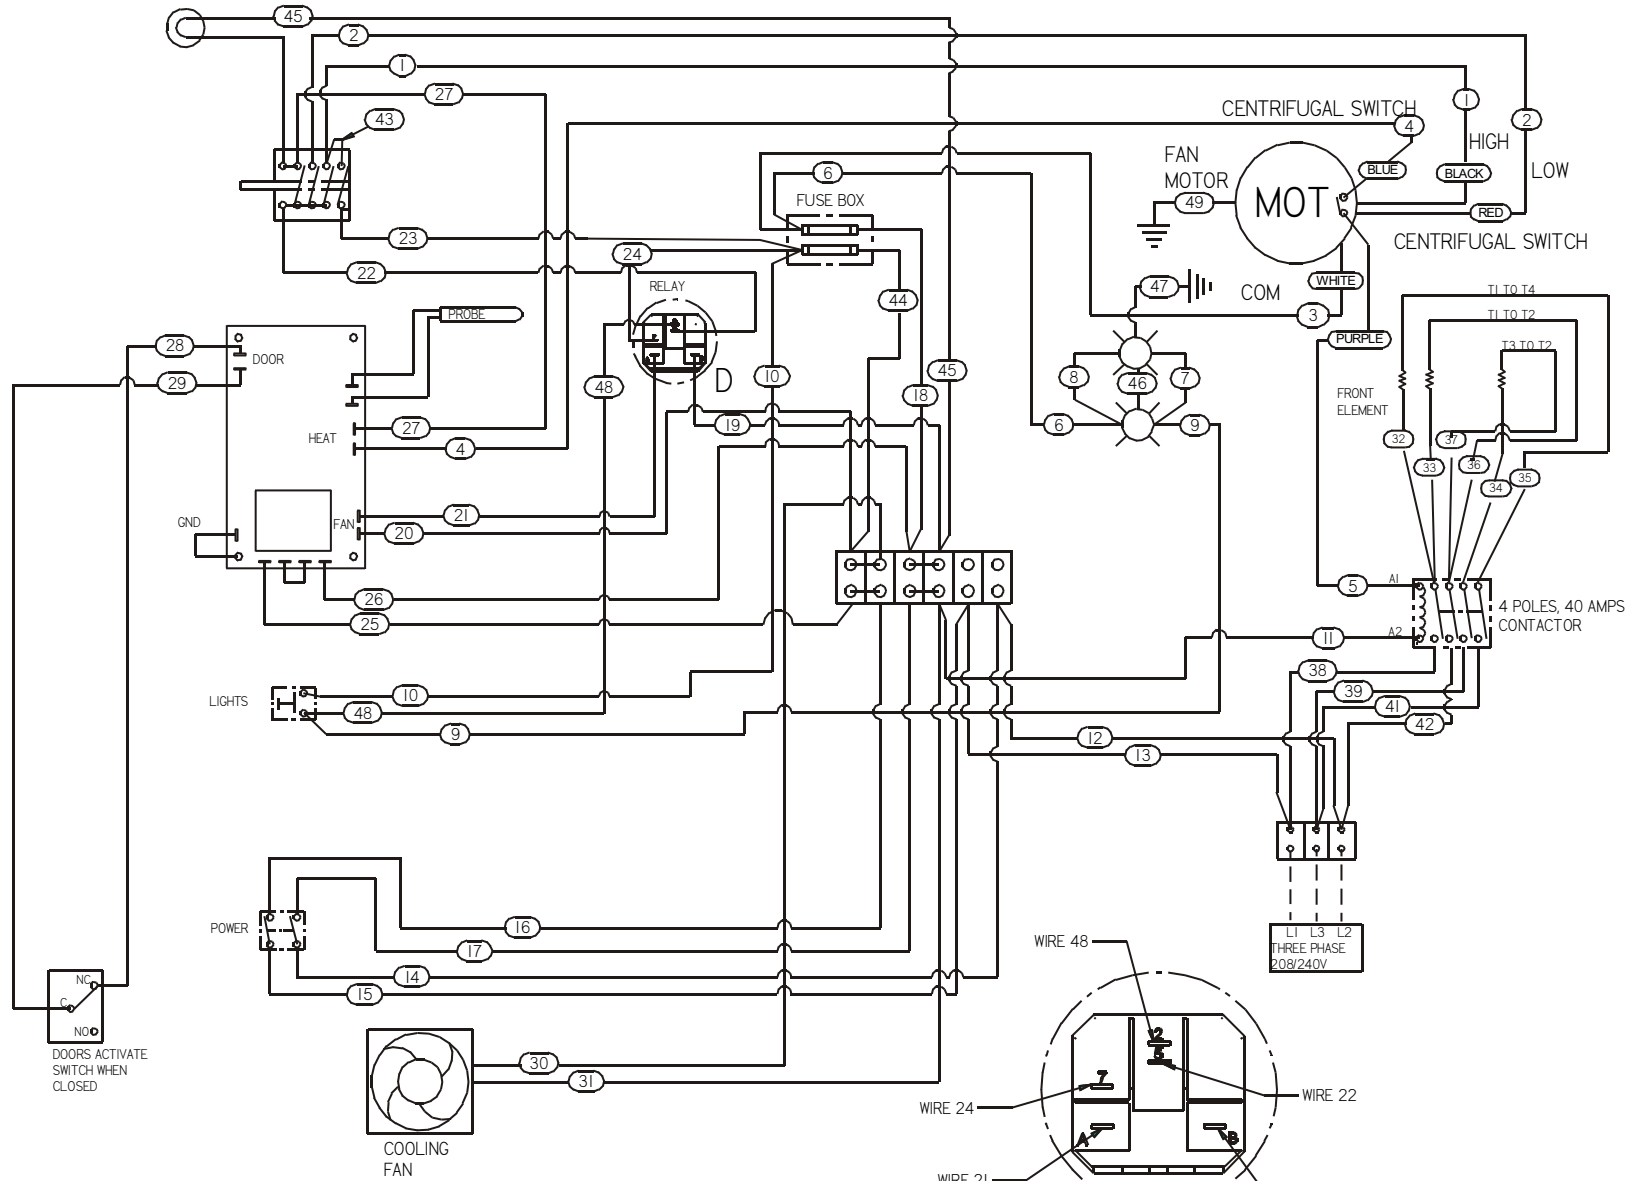 45
2
1
27
43
CENTRIFUGAL SWITCH
4
1
2
HIGH
LOW
FAN
MOTOR
BLUE
BLACK
6
FUSE BOX
49
MOT
RED
CENTRIFUGAL SWITCH
23
24
22
RELAY
47
COM
WHITE
3
44
T1 TO T4
T1 TO T2
T3 TO T2
PURPLE
PROBE
28
DOOR
29
D
48
10
45
18
8
46
7
FRONT
ELEMENT
27
HEAT
4
19
6
9
32
37
33
36
34
35
GND
FAN
21
20
26
25
5
A1
4 POLES, 40 AMPS
CONTACTOR
A2
11
LIGHTS
10
48
9
38
39
41
42
12
13
POWER
16
17
14
15
L1 L3 L2
THREE PHASE
208/240V
NC
C
NO
DOORS ACTIVATE
SWITCH WHEN
CLOSED
30
31
COOLING
FAN
WIRE 48
2
5
7
WIRE 24
WIRE 22
A
B
WIRE 21